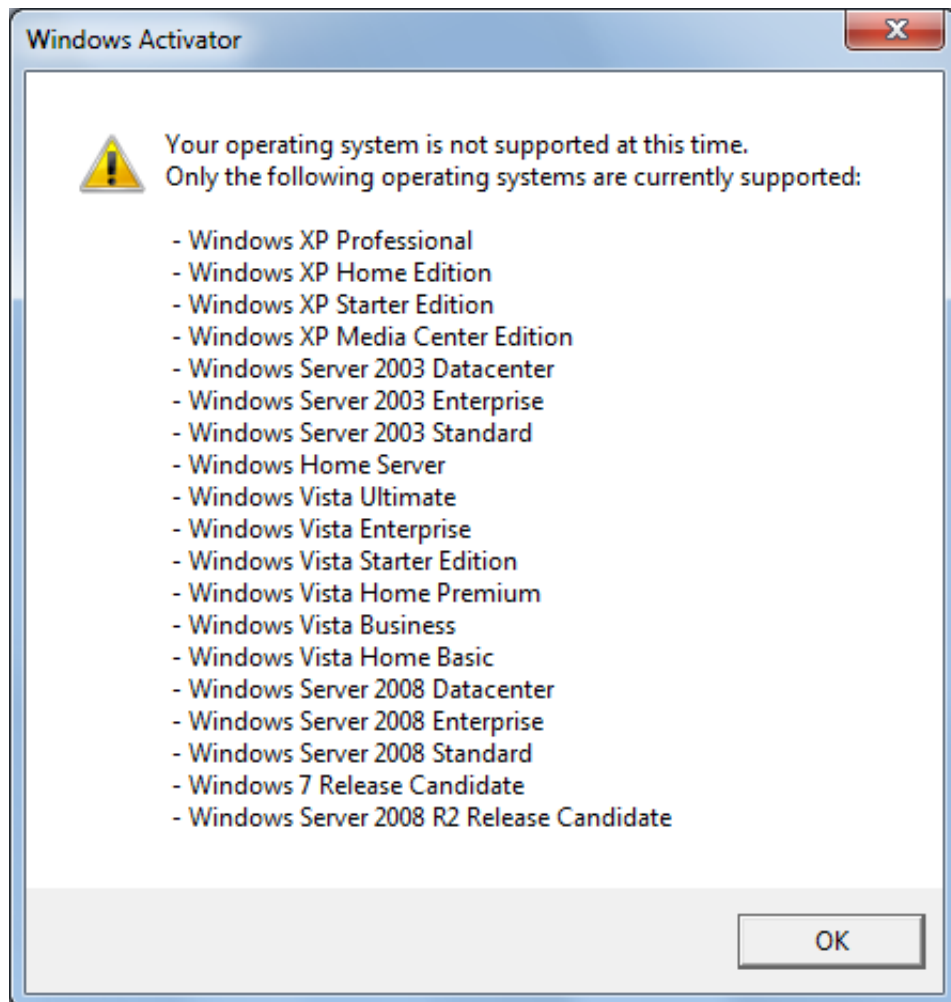 Windows Activator
Your operating system is not supported at this time.
Only the following operating systems are currently supported:
- Windows XP Professional
- Windows XP Home Edition
- Windows XP Starter Edition
- Windows XP Media Center Edition
- Windows Server 2003 Datacenter
- Windows Server 2003 Enterprise
- Windows Server 2003 Standard
- Windows Home Server
- Windows Vista Ultimate
- Windows Vista Enterprise
- Windows Vista Starter Edition
- Windows Vista Home Premium
- Windows Vista Business
- Windows Vista Home Basic
- Windows Server 2008 Datacenter
- Windows Server 2008 Enterprise
- Windows Server 2008 Standard
- Windows 7 Release Candidate
- Windows Server 2008 R2 Release Candidate
OK